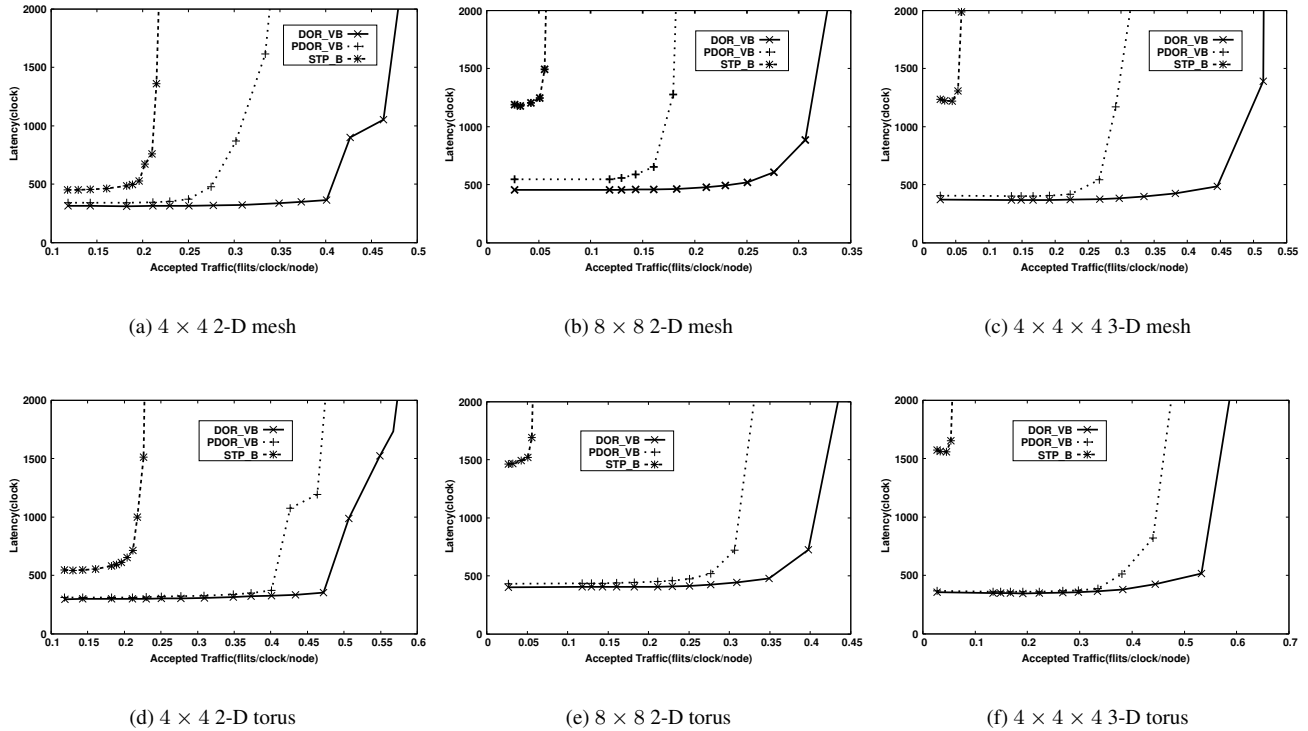 2000
1500
1000
500
0
Latency(clock)
DOR_VB
PDOR_VB
STP_B
0.1 0.15 0.2 0.25 0.3 0.35 0.4 0.45 0.5
Accepted Traffic(flits/clock/node)
(a) 4 × 4 2-D mesh
2000
1500
1000
500
0
Latency(clock)
DOR_VB
PDOR_VB
STP_B
0 0.05 0.1 0.15 0.2 0.25 0.3 0.35
Accepted Traffic(flits/clock/node)
(b) 8 × 8 2-D mesh
2000
1500
1000
500
0
Latency(clock)
DOR_VB
PDOR_VB
STP_B
0 0.05 0.1 0.15 0.2 0.25 0.3 0.35 0.4 0.45 0.5 0.55
Accepted Traffic(flits/clock/node)
(c) 4 × 4 × 4 3-D mesh
2000
1500
1000
500
0
Latency(clock)
DOR_VB
PDOR_VB
STP_B
0.1 0.15 0.2 0.25 0.3 0.35 0.4 0.45 0.5 0.55 0.6
Accepted Traffic(flits/clock/node)
(d) 4 × 4 2-D torus
2000
1500
1000
500
0
Latency(clock)
DOR_VB
PDOR_VB
STP_B
0 0.05 0.1 0.15 0.2 0.25 0.3 0.35 0.4 0.45
Accepted Traffic(flits/clock/node)
(e) 8 × 8 2-D torus
2000
1500
1000
500
0
Latency(clock)
DOR_VB
PDOR_VB
STP_B
0 0.1 0.2 0.3 0.4 0.5 0.6 0.7
Accepted Traffic(flits/clock/node)
(f) 4 × 4 × 4 3-D torus